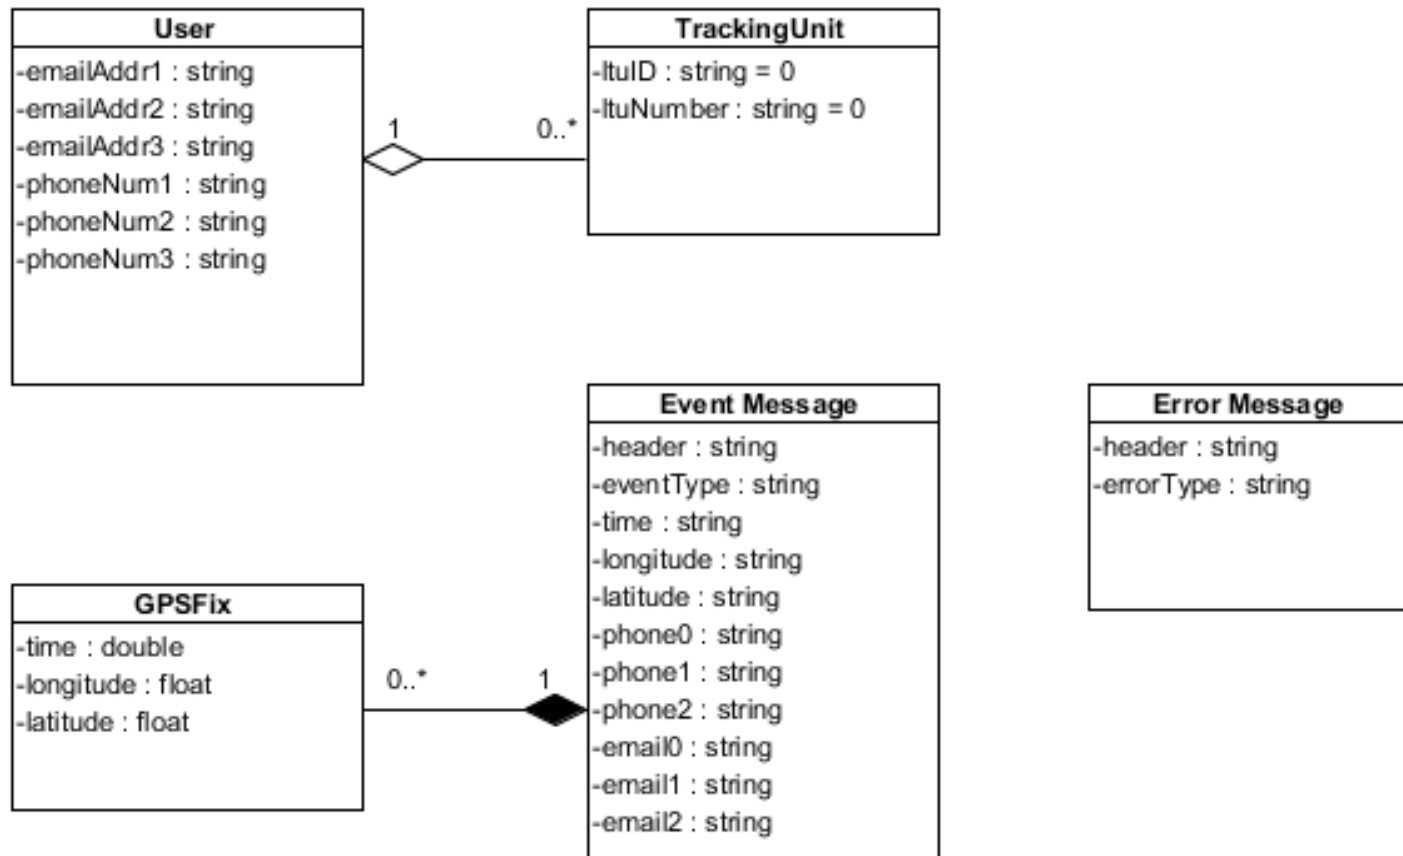 User
-emailAddr1 : string
-emailAddr2 : string
-emailAddr3 : string
-phoneNum1 : string
-phoneNum2 : string
-phoneNum3 : string
1
0..*
TrackingUnit
-ltuID : string = 0
-ltuNumber : string = 0
GPSFix
-time : double
-longitude : float
-latitude : float
0..*
1
Event Message
-header : string
-eventType : string
-time : string
-longitude : string
-latitude : string
-phone0 : string
-phone1 : string
-phone2 : string
-email0 : string
-email1 : string
-email2 : string
Error Message
-header : string
-errorType : string